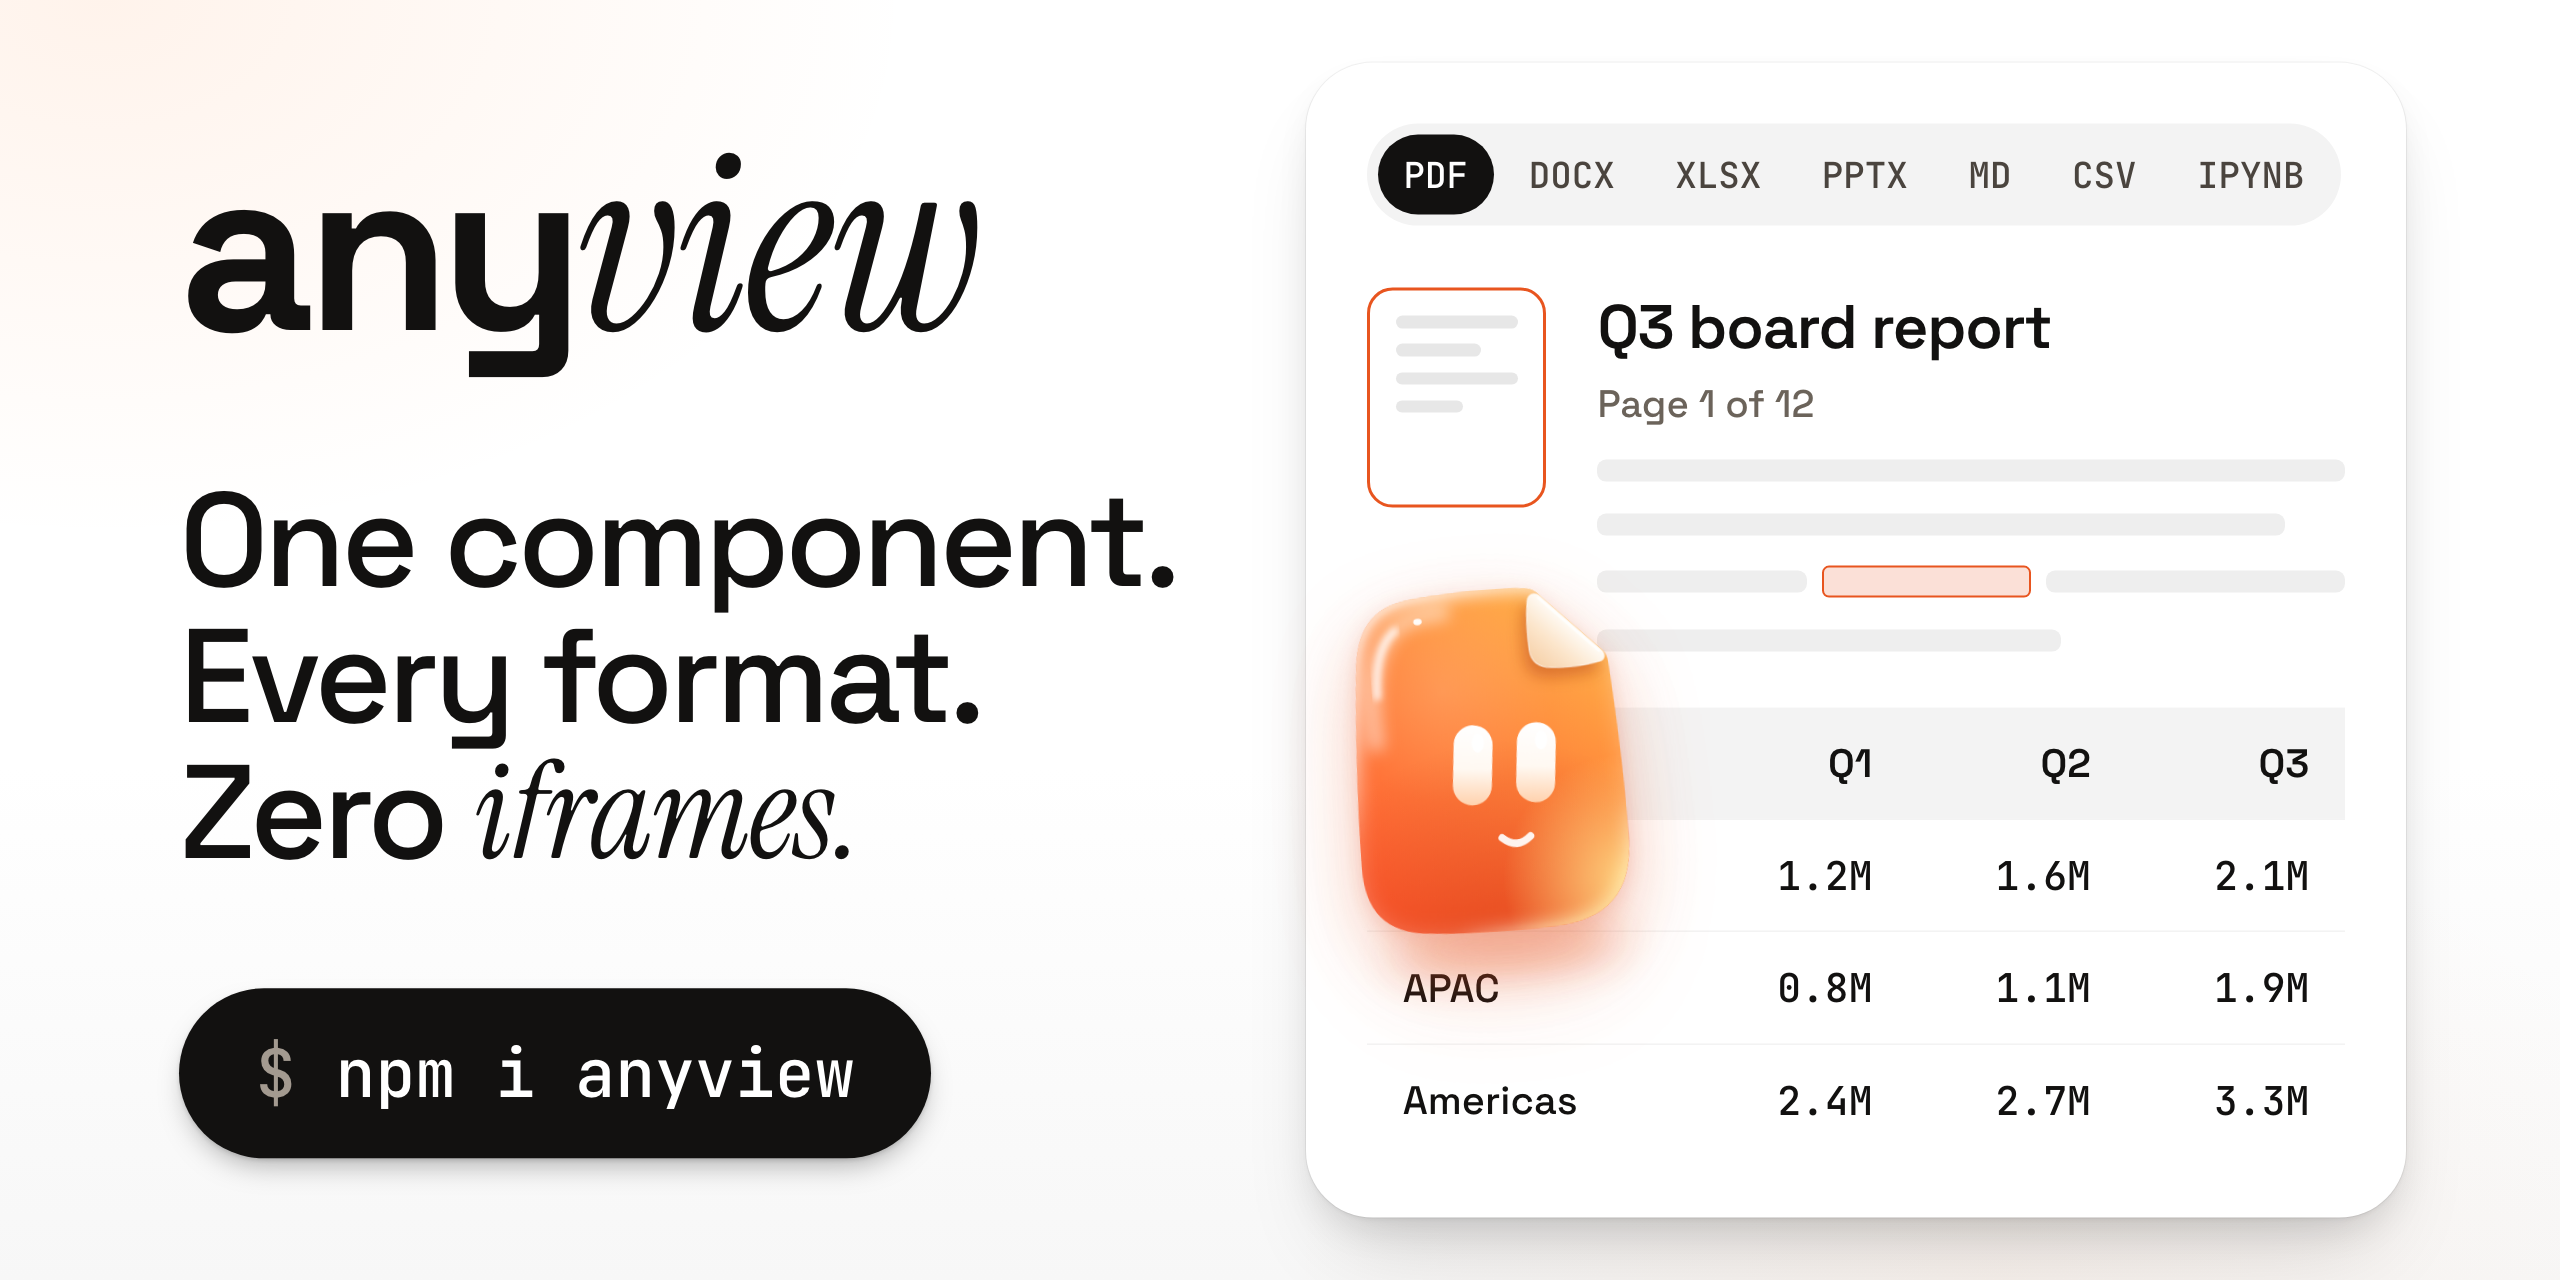 anyview
One component.
Every format.
Zero iframes.
$ npm i anyview
PDF DOCX XLSX PPTX MD CSV IPYNB
Q3 board report
Page 1 of 12
Q1 Q2 Q3
1.2M 1.6M 2.1M
APAC 0.8M 1.1M 1.9M
Americas 2.4M 2.7M 3.3M